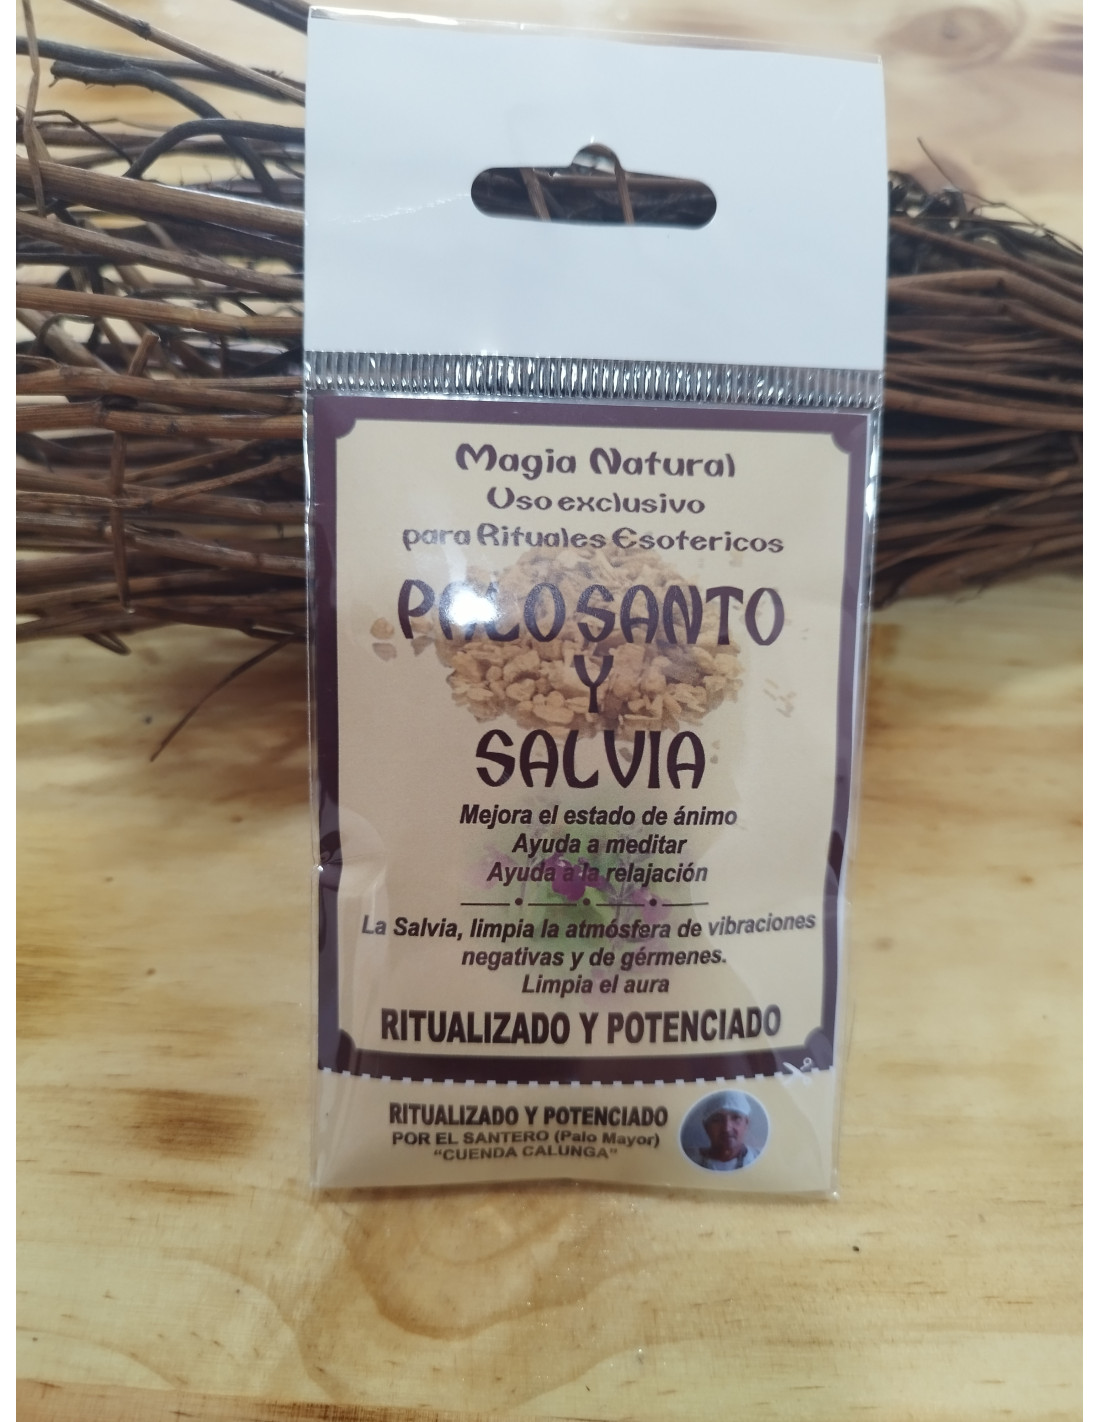 Magia Natural
Uso exclusivo
para Rituales Esotericos
PALO SANTO
Y
SALVIA
Mejora el estado de ánimo
Ayuda a meditar
Ayuda a la relajación
La Salvia, limpia la atmósfera de vibraciones
negativas y de gérmenes.
Limpia el aura
RITUALIZADO Y POTENCIADO
RITUALIZADO Y POTENCIADO
POR EL SANTERO (Palo Mayor)
"CUENDA CALUNGA"